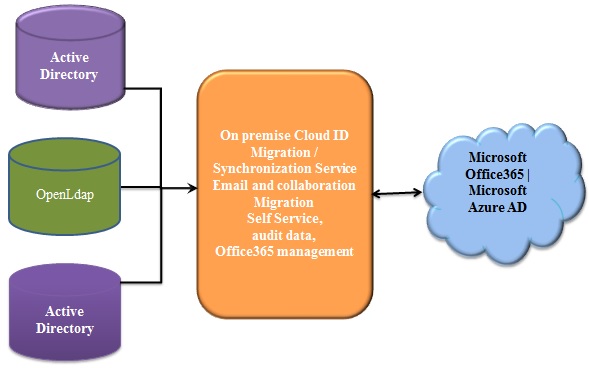 Active
Directory
OpenLdap
Active
Directory
On premise Cloud ID
Migration /
Synchronization Service
Email and collaboration
Migration
Self Service,
audit data,
Office365 management
Microsoft
Office365 |
Microsoft
Azure AD